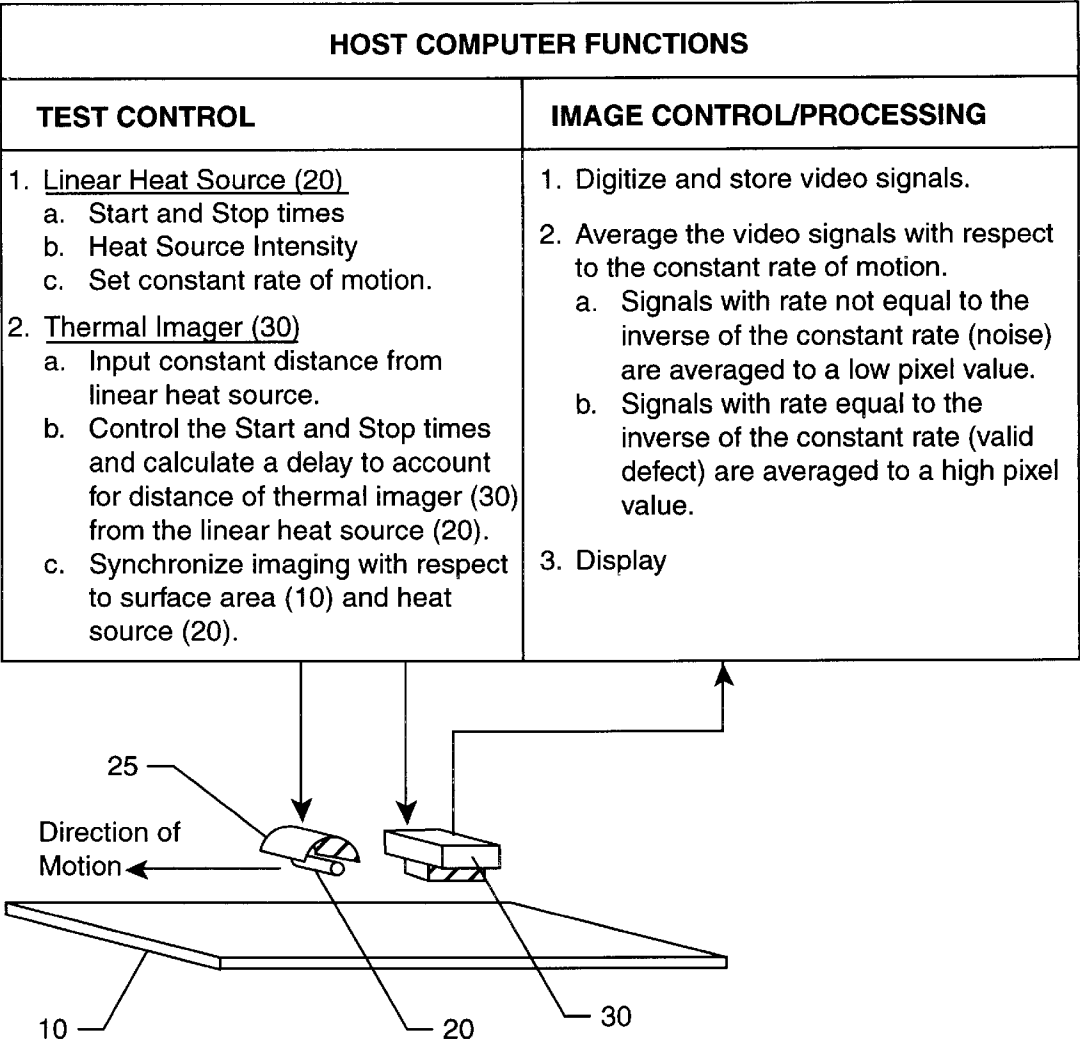 HOST COMPUTER FUNCTIONS
TEST CONTROL
1. Linear Heat Source (20)
a. Start and Stop times
b. Heat Source Intensity
c. Set constant rate of motion.
2. Thermal Imager (30)
a. Input constant distance from
linear heat source.
b. Control the Start and Stop times
and calculate a delay to account
for distance of thermal imager (30)
from the linear heat source (20).
c. Synchronize imaging with respect
to surface area (10) and heat
source (20).
IMAGE CONTROL/PROCESSING
1. Digitize and store video signals.
2. Average the video signals with respect
to the constant rate of motion.
a. Signals with rate not equal to the
inverse of the constant rate (noise)
are averaged to a low pixel value.
b. Signals with rate equal to the
inverse of the constant rate (valid
defect) are averaged to a high pixel
value.
3. Display
25
Direction of
Motion
10
20
30